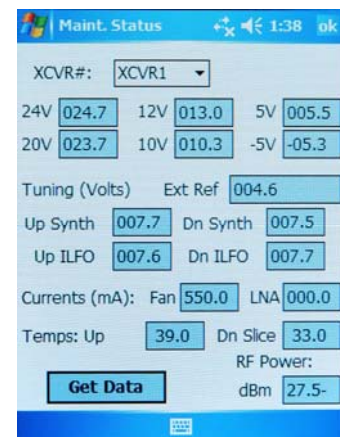 Maint. Status 1:38 ok
XCVR#: XCVR1
24V 024.7 12V 013.0 5V 005.5
20V 023.7 10V 010.3 -5V -05.3
Tuning (Volts) Ext Ref 004.6
Up Synth 007.7 Dn Synth 007.5
Up ILFO 007.6 Dn ILFO 007.7
Currents (mA): Fan 550.0 LNA 000.0
Temps: Up 39.0 Dn Slice 33.0
RF Power:
Get Data dBm 27.5-